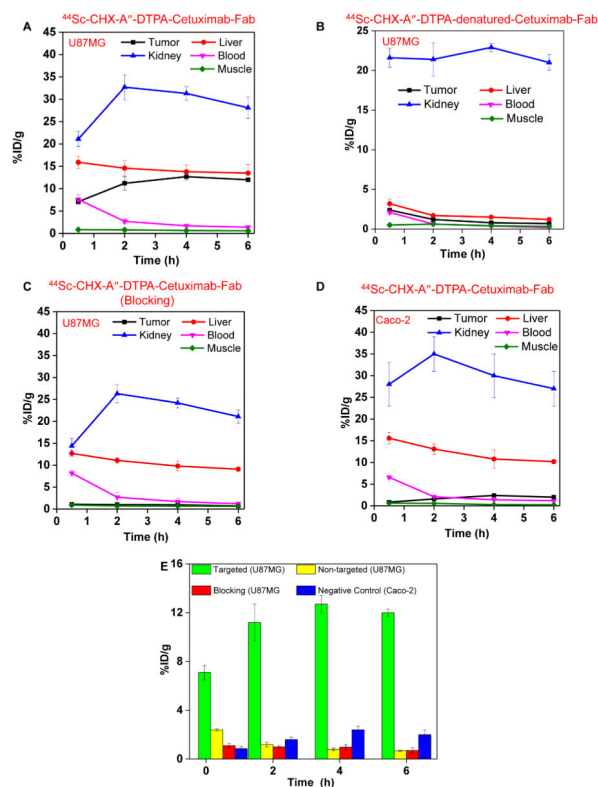 A
⁴⁴Sc-CHX-A″-DTPA-Cetuximab-Fab
U87MG
Tumor
Liver
Kidney
Blood
Muscle
%ID/g
45
40
35
30
25
20
15
10
5
0
0 1 2 3 4 5 6
Time (h)
B
⁴⁴Sc-CHX-A″-DTPA-denatured-Cetuximab-Fab
U87MG
Tumor
Liver
Kidney
Blood
Muscle
%ID/g
25
20
15
10
5
0
0 2 4 6
Time (h)
C
⁴⁴Sc-CHX-A″-DTPA-Cetuximab-Fab
(Blocking)
U87MG
Tumor
Liver
Kidney
Blood
Muscle
%ID/g
45
40
35
30
25
20
15
10
5
0
0 1 2 3 4 5 6
Time (h)
D
⁴⁴Sc-CHX-A″-DTPA-Cetuximab-Fab
Caco-2
Tumor
Liver
Kidney
Blood
Muscle
%ID/g
45
40
35
30
25
20
15
10
5
0
0 1 2 3 4 5 6
Time (h)
E
Targeted (U87MG)
Non-targeted (U87MG)
Blocking (U87MG
Negative Control (Caco-2)
%ID/g
16
12
8
4
0
0 2 4 6
Time (h)